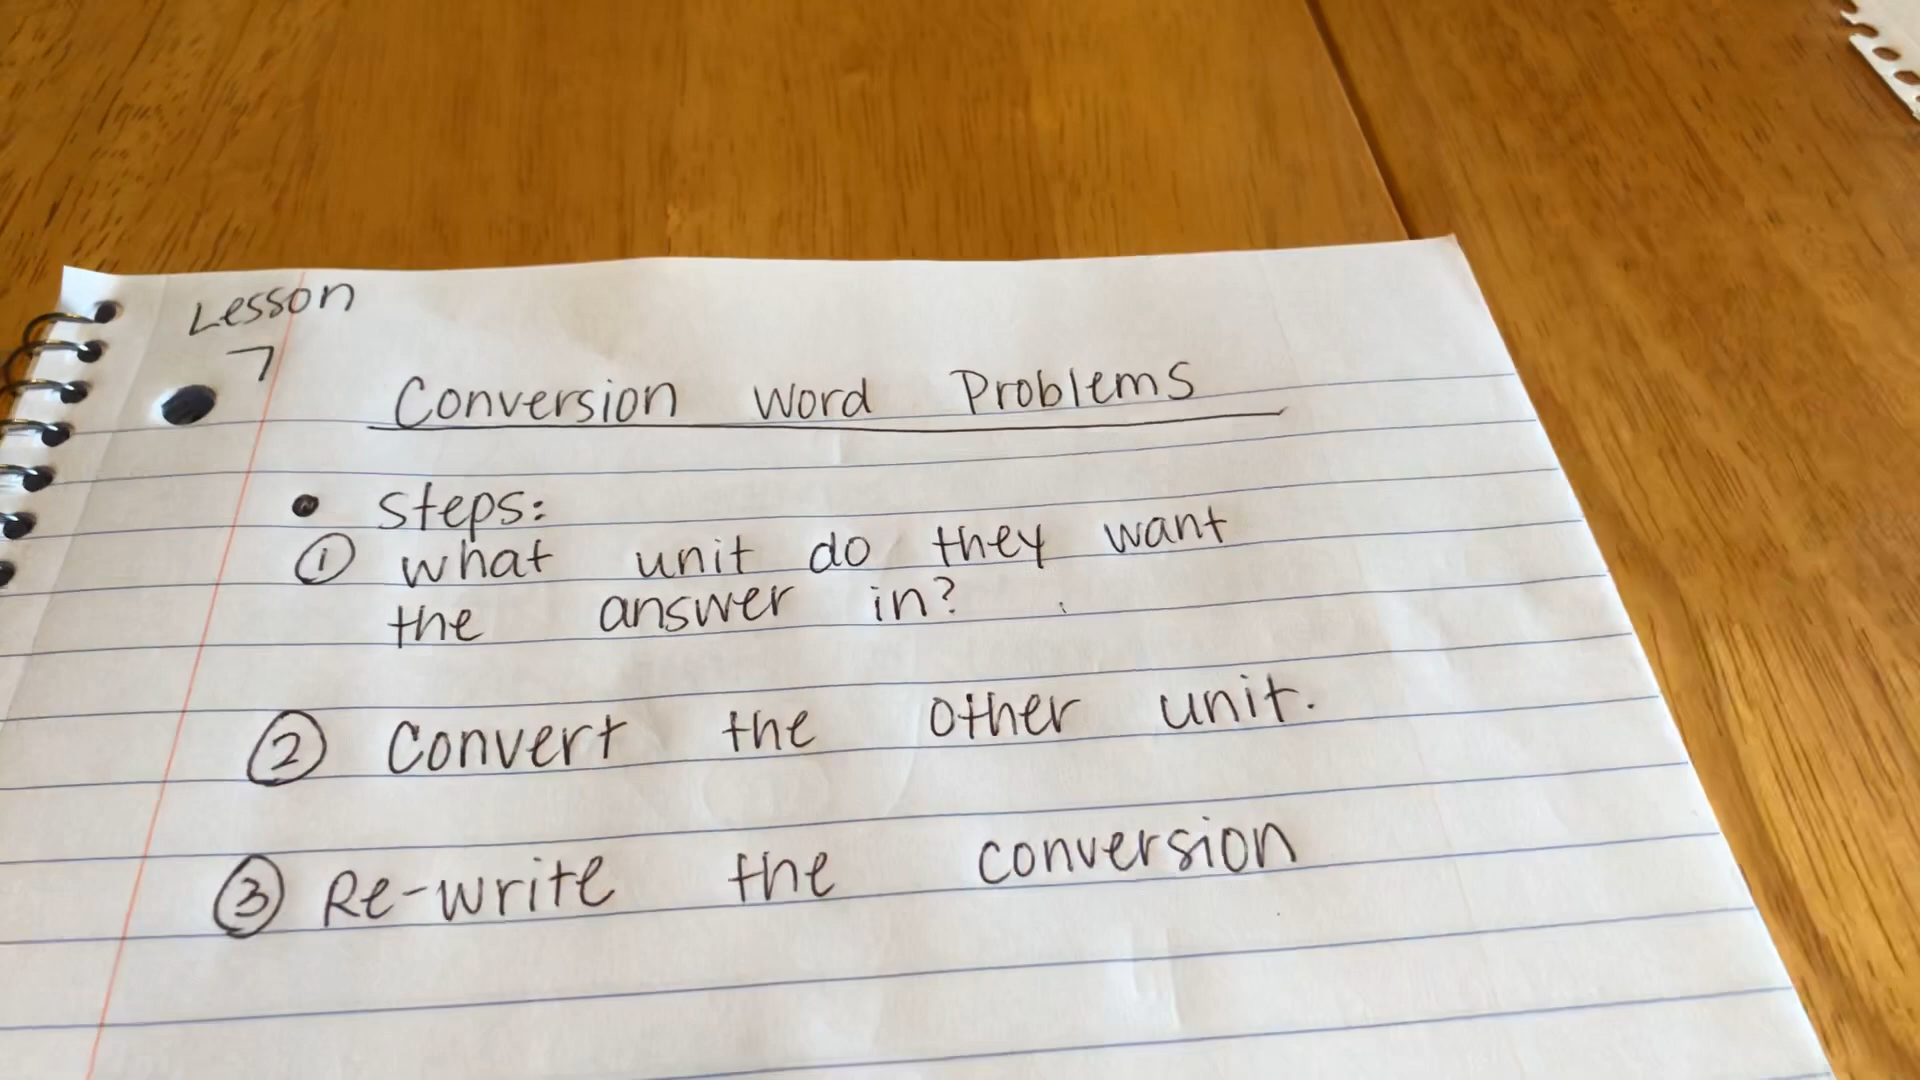 Lesson
7
Conversion Word Problems
• Steps:
① What unit do they want
the answer in?
② Convert the other unit.
③ Re-write the conversion